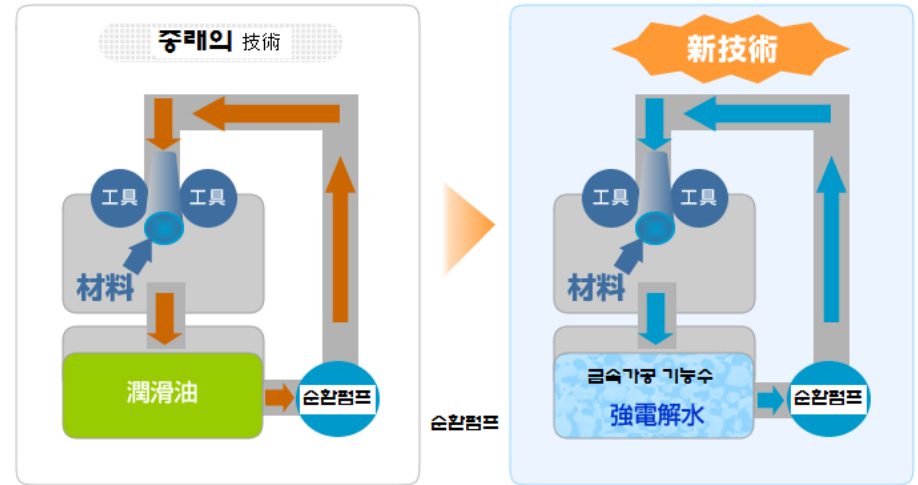 종래의 技術
工具
工具
材料
潤滑油
순환펌프
순환펌프
新技術
工具
工具
材料
금속가공 기능수
強電解水
순환펌프